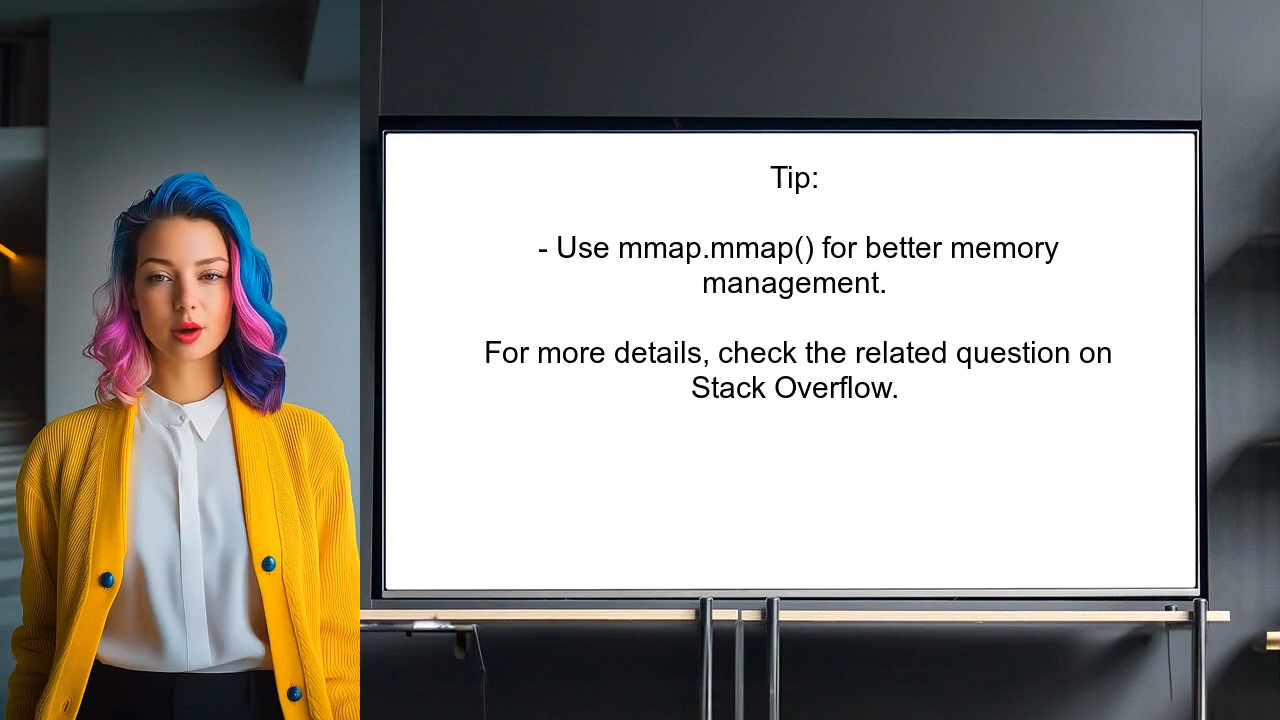 Tip:
- Use mmap.mmap() for better memory
management.
For more details, check the related question on
Stack Overflow.